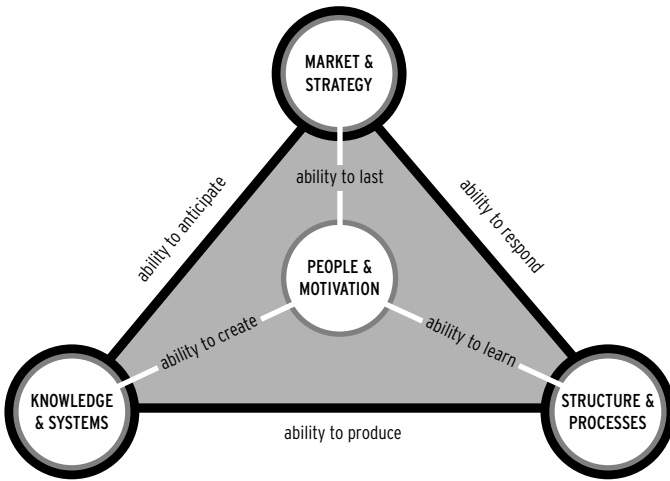 MARKET &
STRATEGY
ability to last
ability to anticipate
ability to respond
PEOPLE &
MOTIVATION
ability to create
ability to learn
KNOWLEDGE
& SYSTEMS
STRUCTURE &
PROCESSES
ability to produce